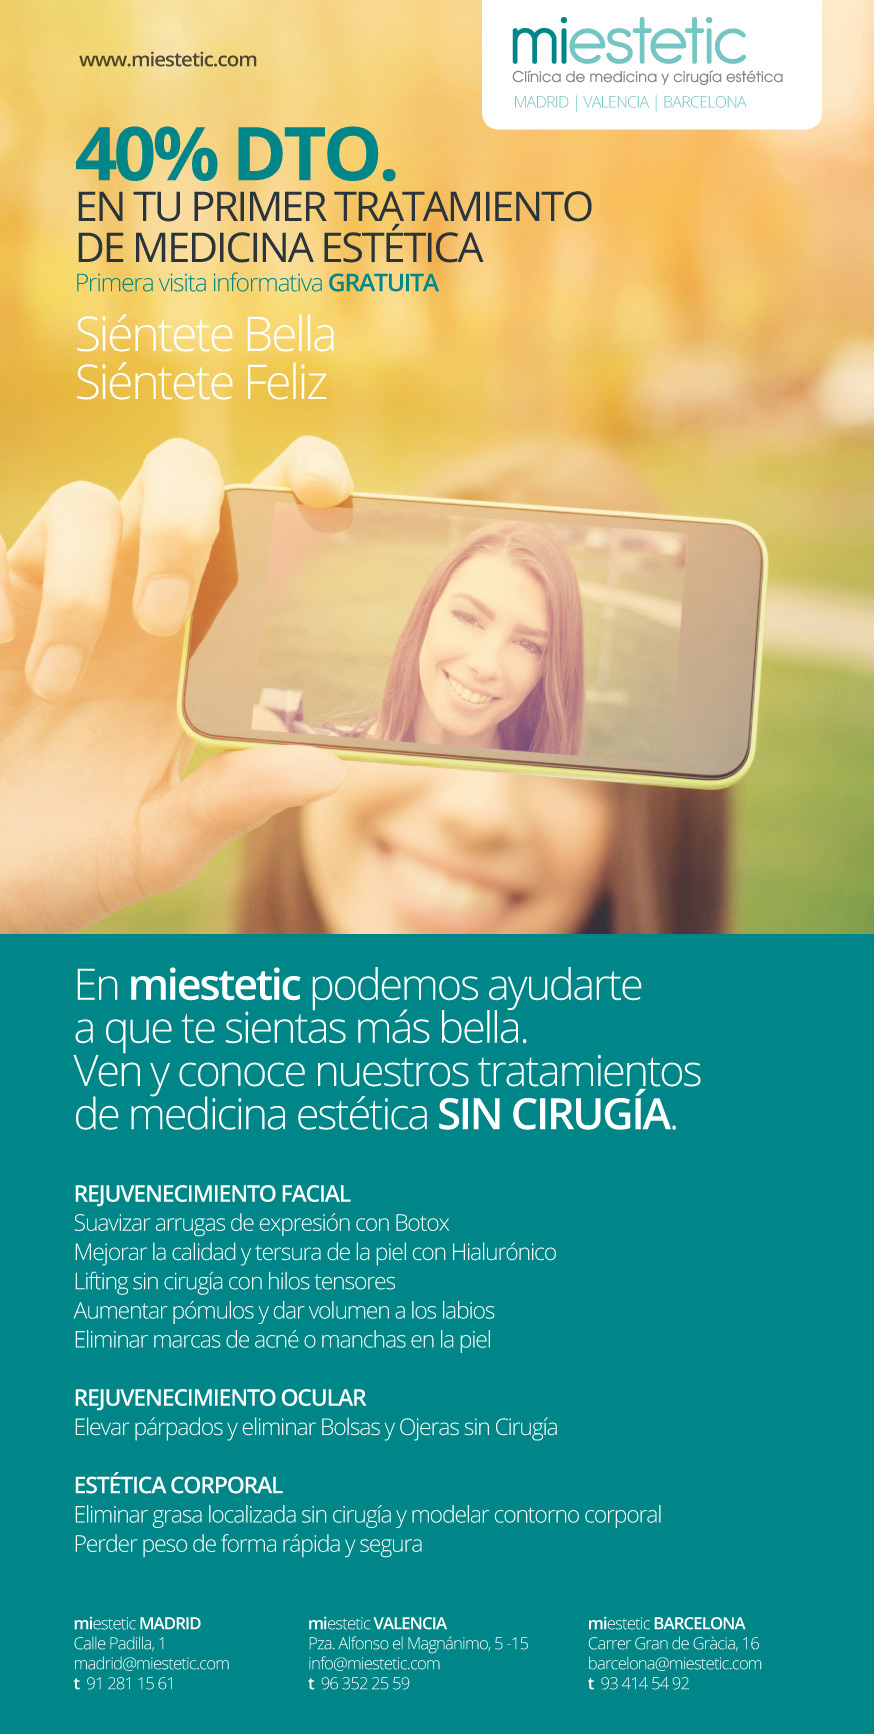 www.miestetic.com
miestetic
Clínica de medicina y cirugía estética
MADRID | VALENCIA | BARCELONA
40% DTO.
EN TU PRIMER TRATAMIENTO
DE MEDICINA ESTÉTICA
Primera visita informativa GRATUITA
Siéntete Bella
Siéntete Feliz
En miestetic podemos ayudarte
a que te sientas más bella.
Ven y conoce nuestros tratamientos
de medicina estética SIN CIRUGÍA.
REJUVENECIMIENTO FACIAL
Suavizar arrugas de expresión con Botox
Mejorar la calidad y tersura de la piel con Hialurónico
Lifting sin cirugía con hilos tensores
Aumentar pómulos y dar volumen a los labios
Eliminar marcas de acné o manchas en la piel
REJUVENECIMIENTO OCULAR
Elevar párpados y eliminar Bolsas y Ojeras sin Cirugía
ESTÉTICA CORPORAL
Eliminar grasa localizada sin cirugía y modelar contorno corporal
Perder peso de forma rápida y segura
miestetic MADRID
Calle Padilla, 1
madrid@miestetic.com
t 91 281 15 61
miestetic VALENCIA
Pza. Alfonso el Magnánimo, 5 -15
info@miestetic.com
t 96 352 25 59
miestetic BARCELONA
Carrer Gran de Gràcia, 16
barcelona@miestetic.com
t 93 414 54 92